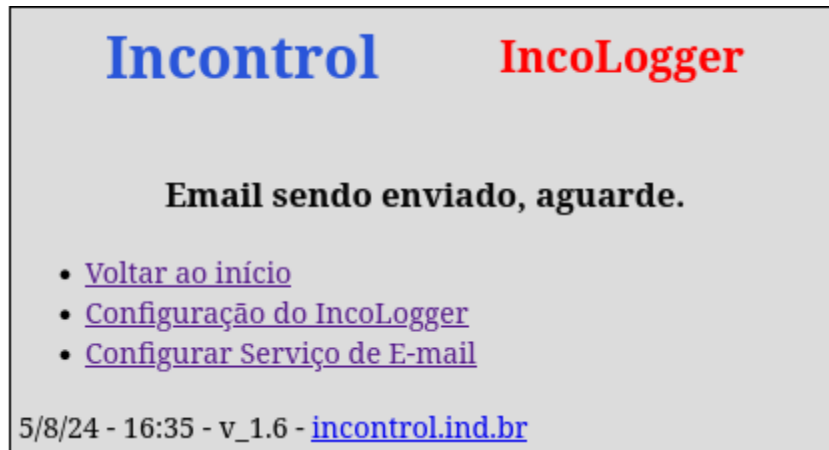 Incontrol IncoLogger
Email sendo enviado, aguarde.
Voltar ao início
Configuração do IncoLogger
Configurar Serviço de E-mail
5/8/24 - 16:35 - v_1.6 - incontrol.ind.br